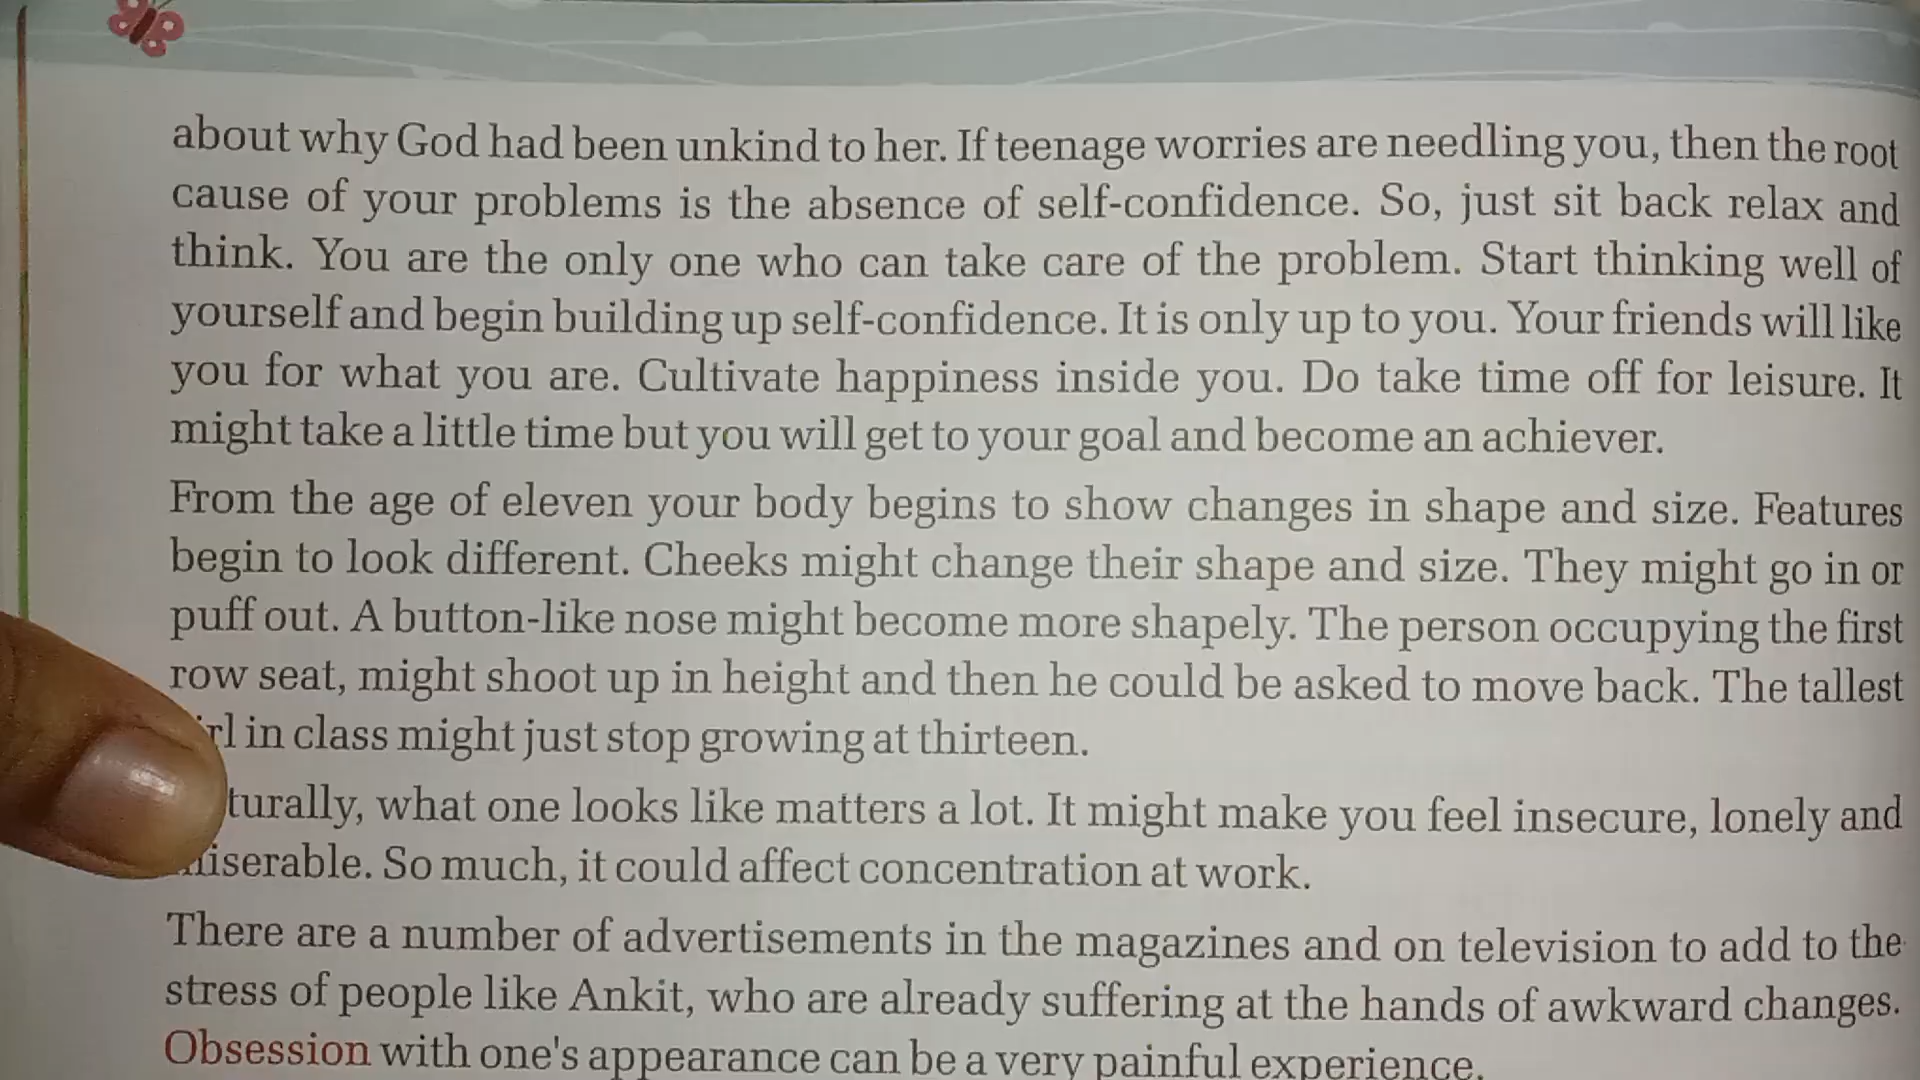 about why God had been unkind to her. If teenage worries are needling you, then the root
cause of your problems is the absence of self-confidence. So, just sit back relax and
think. You are the only one who can take care of the problem. Start thinking well of
yourself and begin building up self-confidence. It is only up to you. Your friends will like
you for what you are. Cultivate happiness inside you. Do take time off for leisure. It
might take a little time but you will get to your goal and become an achiever.
From the age of eleven your body begins to show changes in shape and size. Features
begin to look different. Cheeks might change their shape and size. They might go in or
puff out. A button-like nose might become more shapely. The person occupying the first
row seat, might shoot up in height and then he could be asked to move back. The tallest
in class might just stop growing at thirteen.
what one looks like matters a lot. It might make you feel insecure, lonely and
So much, it could affect concentration at work.
There are a number of advertisements in the magazines and on television to add to the
stress of people like Ankit, who are already suffering at the hands of awkward changes.
Obsession with one's appearance can be a very painful experience.